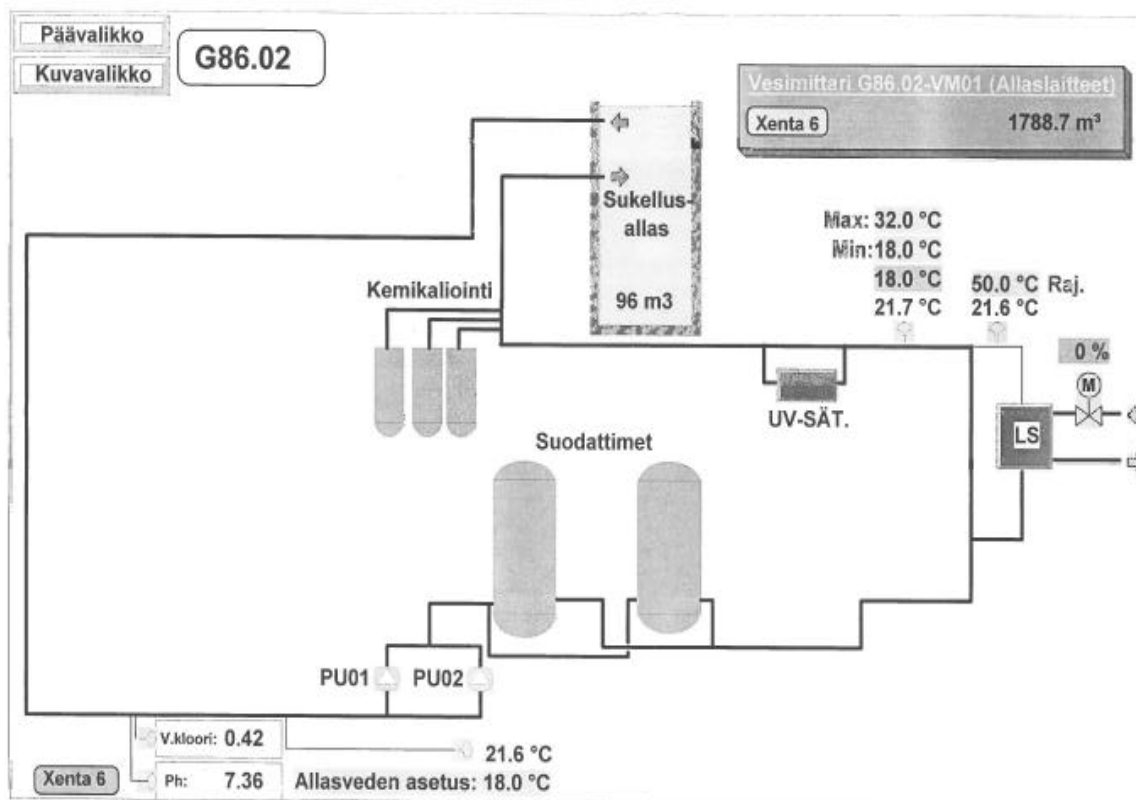 Päävalikko
Kuvavalikko
G86.02
Vesimittari G86.02-VM01 (Allaslaitteet)
Xenta 6
1788.7 m³
Sukellus-
allas
96 m3
Max: 32.0 °C
Min:18.0 °C
18.0 °C
21.7 °C
50.0 °C Raj.
21.6 °C
0 %
M
LS
Kemikaliointi
UV-SÄT.
Suodattimet
PU01
PU02
V.kloori: 0.42
21.6 °C
Xenta 6
Ph: 7.36
Allasveden asetus: 18.0 °C